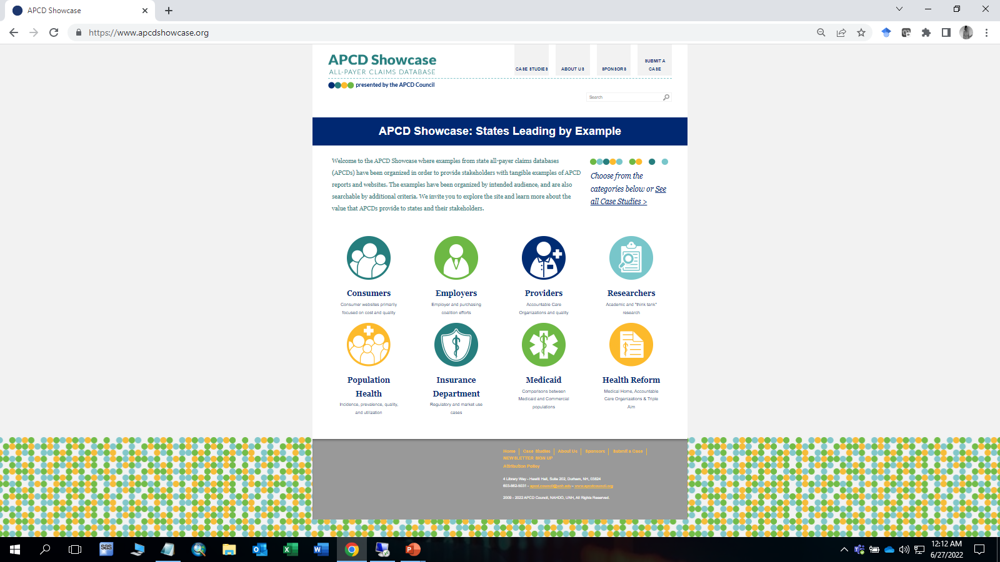 APCD Showcase
https://www.apcdshowcase.org
APCD Showcase
ALL-PAYER CLAIMS DATABASE
presented by the APCD Council
CASE STUDIES
ABOUT US
SPONSORS
SUBMIT A
CASE
Search
APCD Showcase: States Leading by Example
Welcome to the APCD Showcase where examples from state all-payer claims databases
(APCDs) have been organized in order to provide stakeholders with tangible examples of APCD
reports and websites. The examples have been organized by intended audience, and are also
searchable by additional criteria. We invite you to explore the site and learn more about the
value that APCDs provide to states and their stakeholders.
Choose from the
categories below or See
all Case Studies >
Consumers
Consumer websites primarily
focused on cost and quality
Employers
Employer and purchasing
coalition efforts
Providers
Accountable Care
Organizations and quality
Researchers
Academic and "think tank"
research
Population
Health
Incidence, prevalence, quality,
and utilization
Insurance
Department
Regulatory and market use
cases
Medicaid
Comparisons between
Medicaid and Commercial
populations
Health Reform
Medical Home, Accountable
Care Organizations & Triple
Aim
Home | Case Studies | About Us | Sponsors | Submit a Case |
NEWSLETTER SIGN UP
Attribution Policy
4 Library Way - Hewitt Hall, Suite 202, Durham, NH, 03824
603-862-5031 - apcd.council@unh.edu - www.apcdcouncil.org
2009 - 2022 APCD Council, NAHDO, UNH, All Rights Reserved.
sas
12:12 AM
6/27/2022